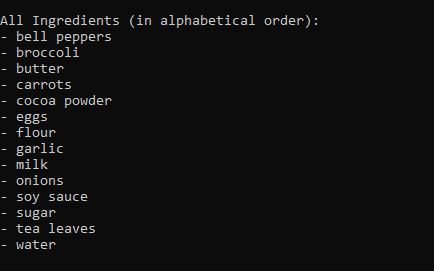 All Ingredients (in alphabetical order):
- bell peppers
- broccoli
- butter
- carrots
- cocoa powder
- eggs
- flour
- garlic
- milk
- onions
- soy sauce
- sugar
- tea leaves
- water